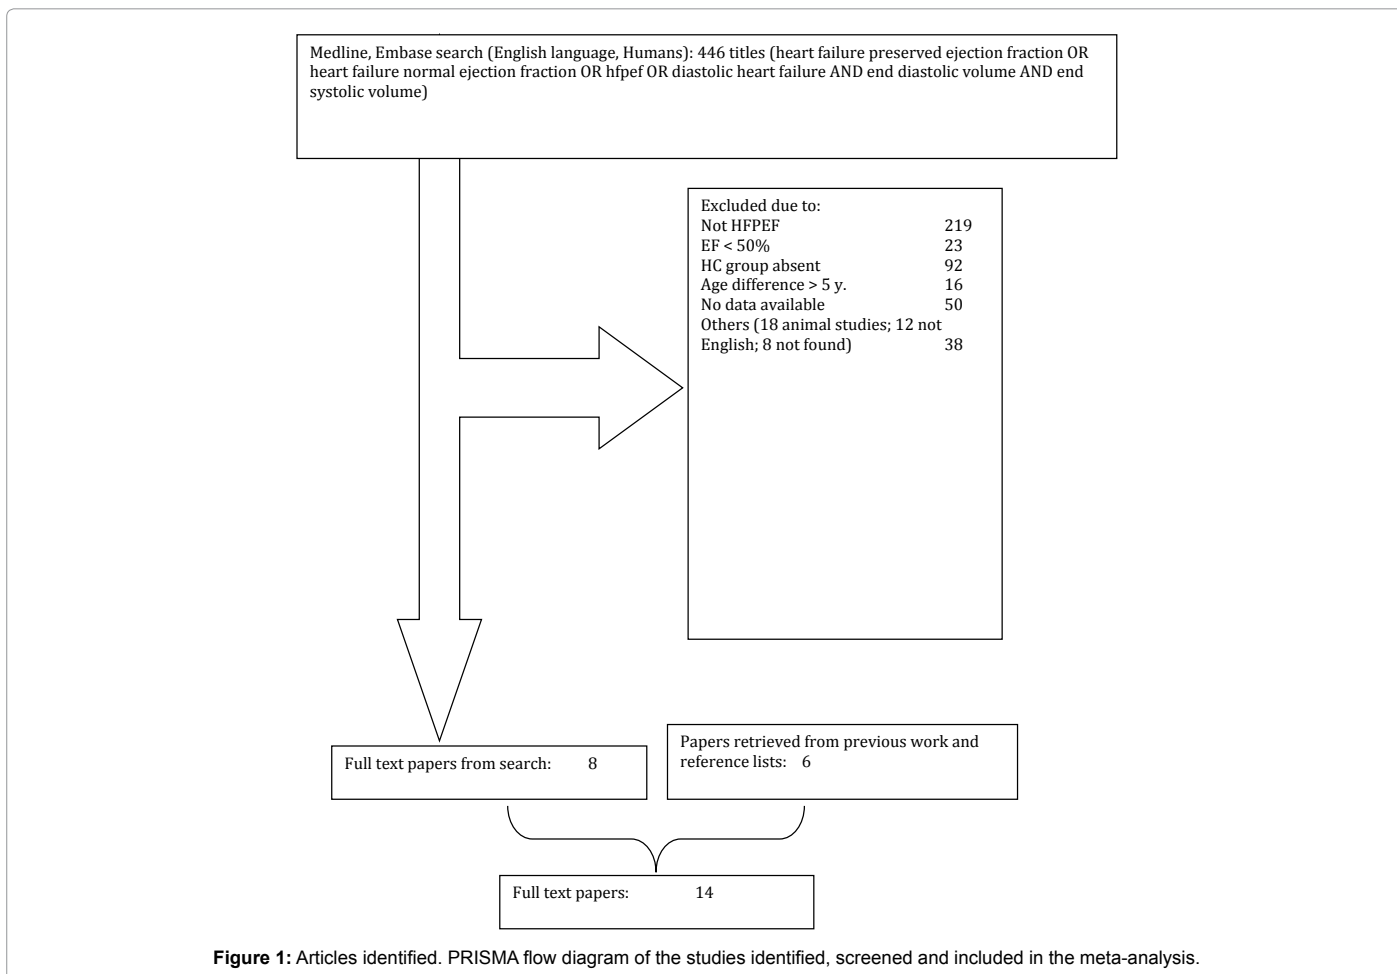 Medline, Embase search (English language, Humans): 446 titles (heart failure preserved ejection fraction OR
heart failure normal ejection fraction OR hfpef OR diastolic heart failure AND end diastolic volume AND end
systolic volume)
Excluded due to:
Not HFPEF 219
EF < 50% 23
HC group absent 92
Age difference > 5 y. 16
No data available 50
Others (18 animal studies; 12 not
English; 8 not found) 38
Full text papers from search: 8
Papers retrieved from previous work and
reference lists: 6
Full text papers: 14
Figure 1: Articles identified. PRISMA flow diagram of the studies identified, screened and included in the meta-analysis.